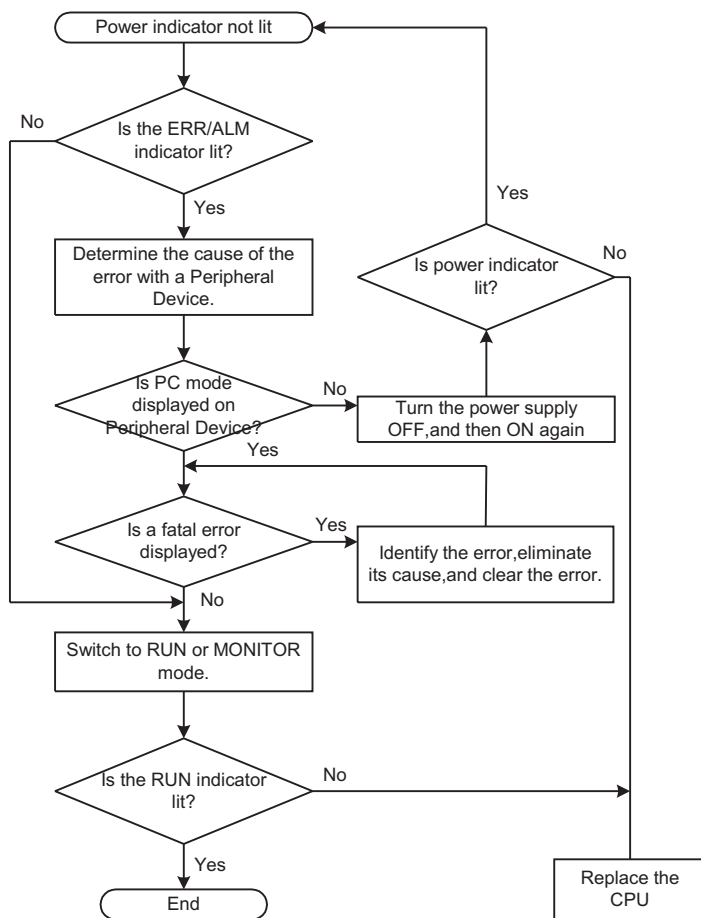 Power indicator not lit
No
Is the ERR/ALM
indicator lit?
Yes
Determine the cause of the
error with a Peripheral
Device.
Yes
No
Is power indicator
lit?
Is PC mode
displayed on
Peripheral Device?
No
Turn the power supply
OFF,and then ON again
Yes
Is a fatal error
displayed?
Yes
Identify the error,eliminate
its cause,and clear the error.
No
Switch to RUN or MONITOR
mode.
Is the RUN indicator
lit?
No
Yes
End
Replace the
CPU